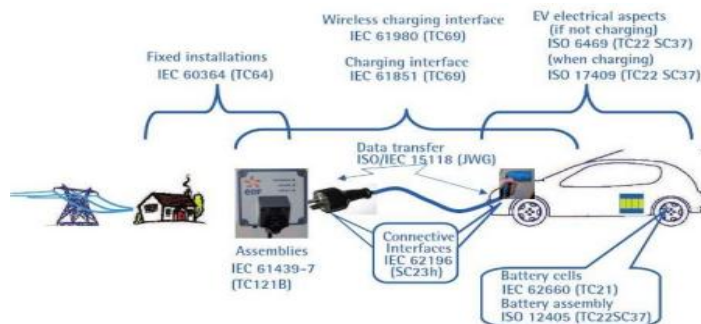 Wireless charging interface
IEC 61980 (TC69)
Charging interface
IEC 61851 (TC69)
EV electrical aspects
(if not charging)
ISO 6469 (TC22 SC37)
(when charging)
ISO 17409 (TC22 SC37)
Fixed installations
IEC 60364 (TC64)
Data transfer
ISO/IEC 15118 (JWG)
edf
Assemblies
IEC 61439-7
(TC121B)
Connective
Interfaces
IEC 62196
(SC23h)
Battery cells
IEC 62660 (TC21)
Battery assembly
ISO 12405 (TC22SC37)